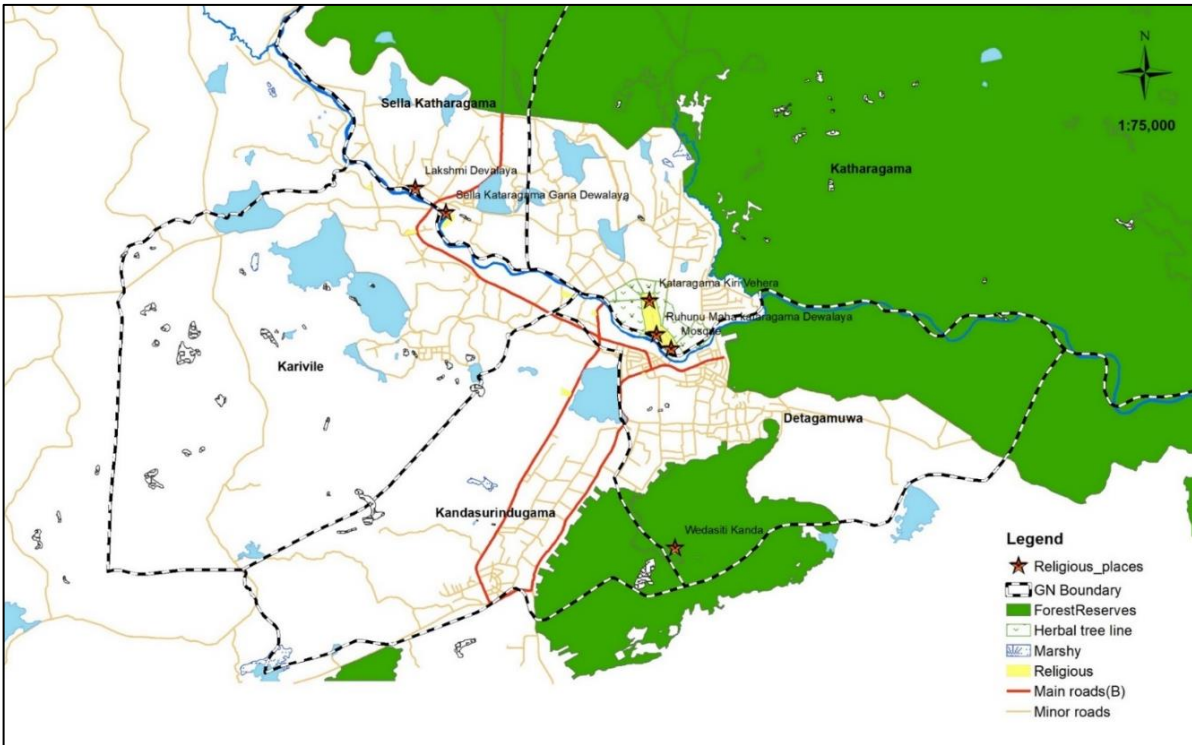 N
1:75,000
Sella Katharagama
Katharagama
Lakshmi Devalaya
Sella Kataragama Gana Dewalaya
Kataragama Kiri Vehera
Ruhunu Maha kataragama Dewalaya
Mosque
Karivile
Detagamuwa
Kandasurindugama
Wedasiti Kanda
Legend
Religious_places
GN Boundary
ForestReserves
Herbal tree line
Marshy
Religious
Main roads(B)
Minor roads